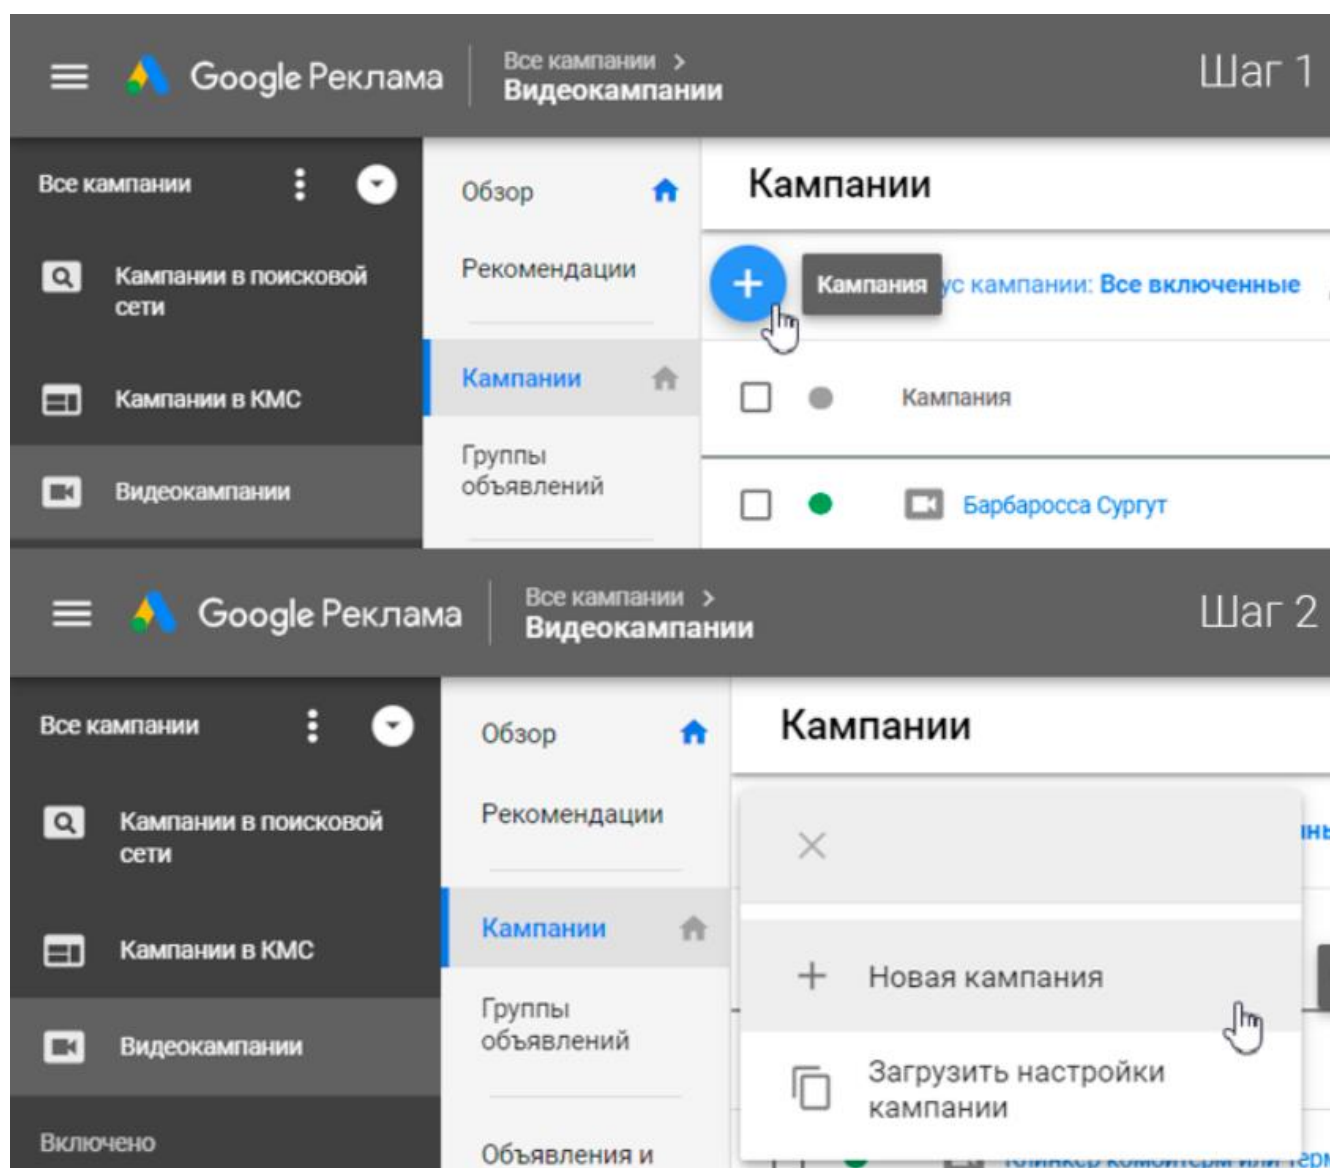 Google Реклама
Все кампании >
Видеокампании
Шаг 1
Все кампании
Кампании в поисковой
сети
Кампании в КМС
Видеокампании
Обзор
Рекомендации
Кампании
Группы
объявлений
Кампании
Кампания
ус кампании: Все включенные
Кампания
Барбаросса Сургут
Google Реклама
Все кампании >
Видеокампании
Шаг 2
Все кампании
Кампании в поисковой
сети
Кампании в КМС
Видеокампании
Включено
Обзор
Рекомендации
Кампании
Группы
объявлений
Объявления и
Кампании
Новая кампания
Загрузить настройки
кампании